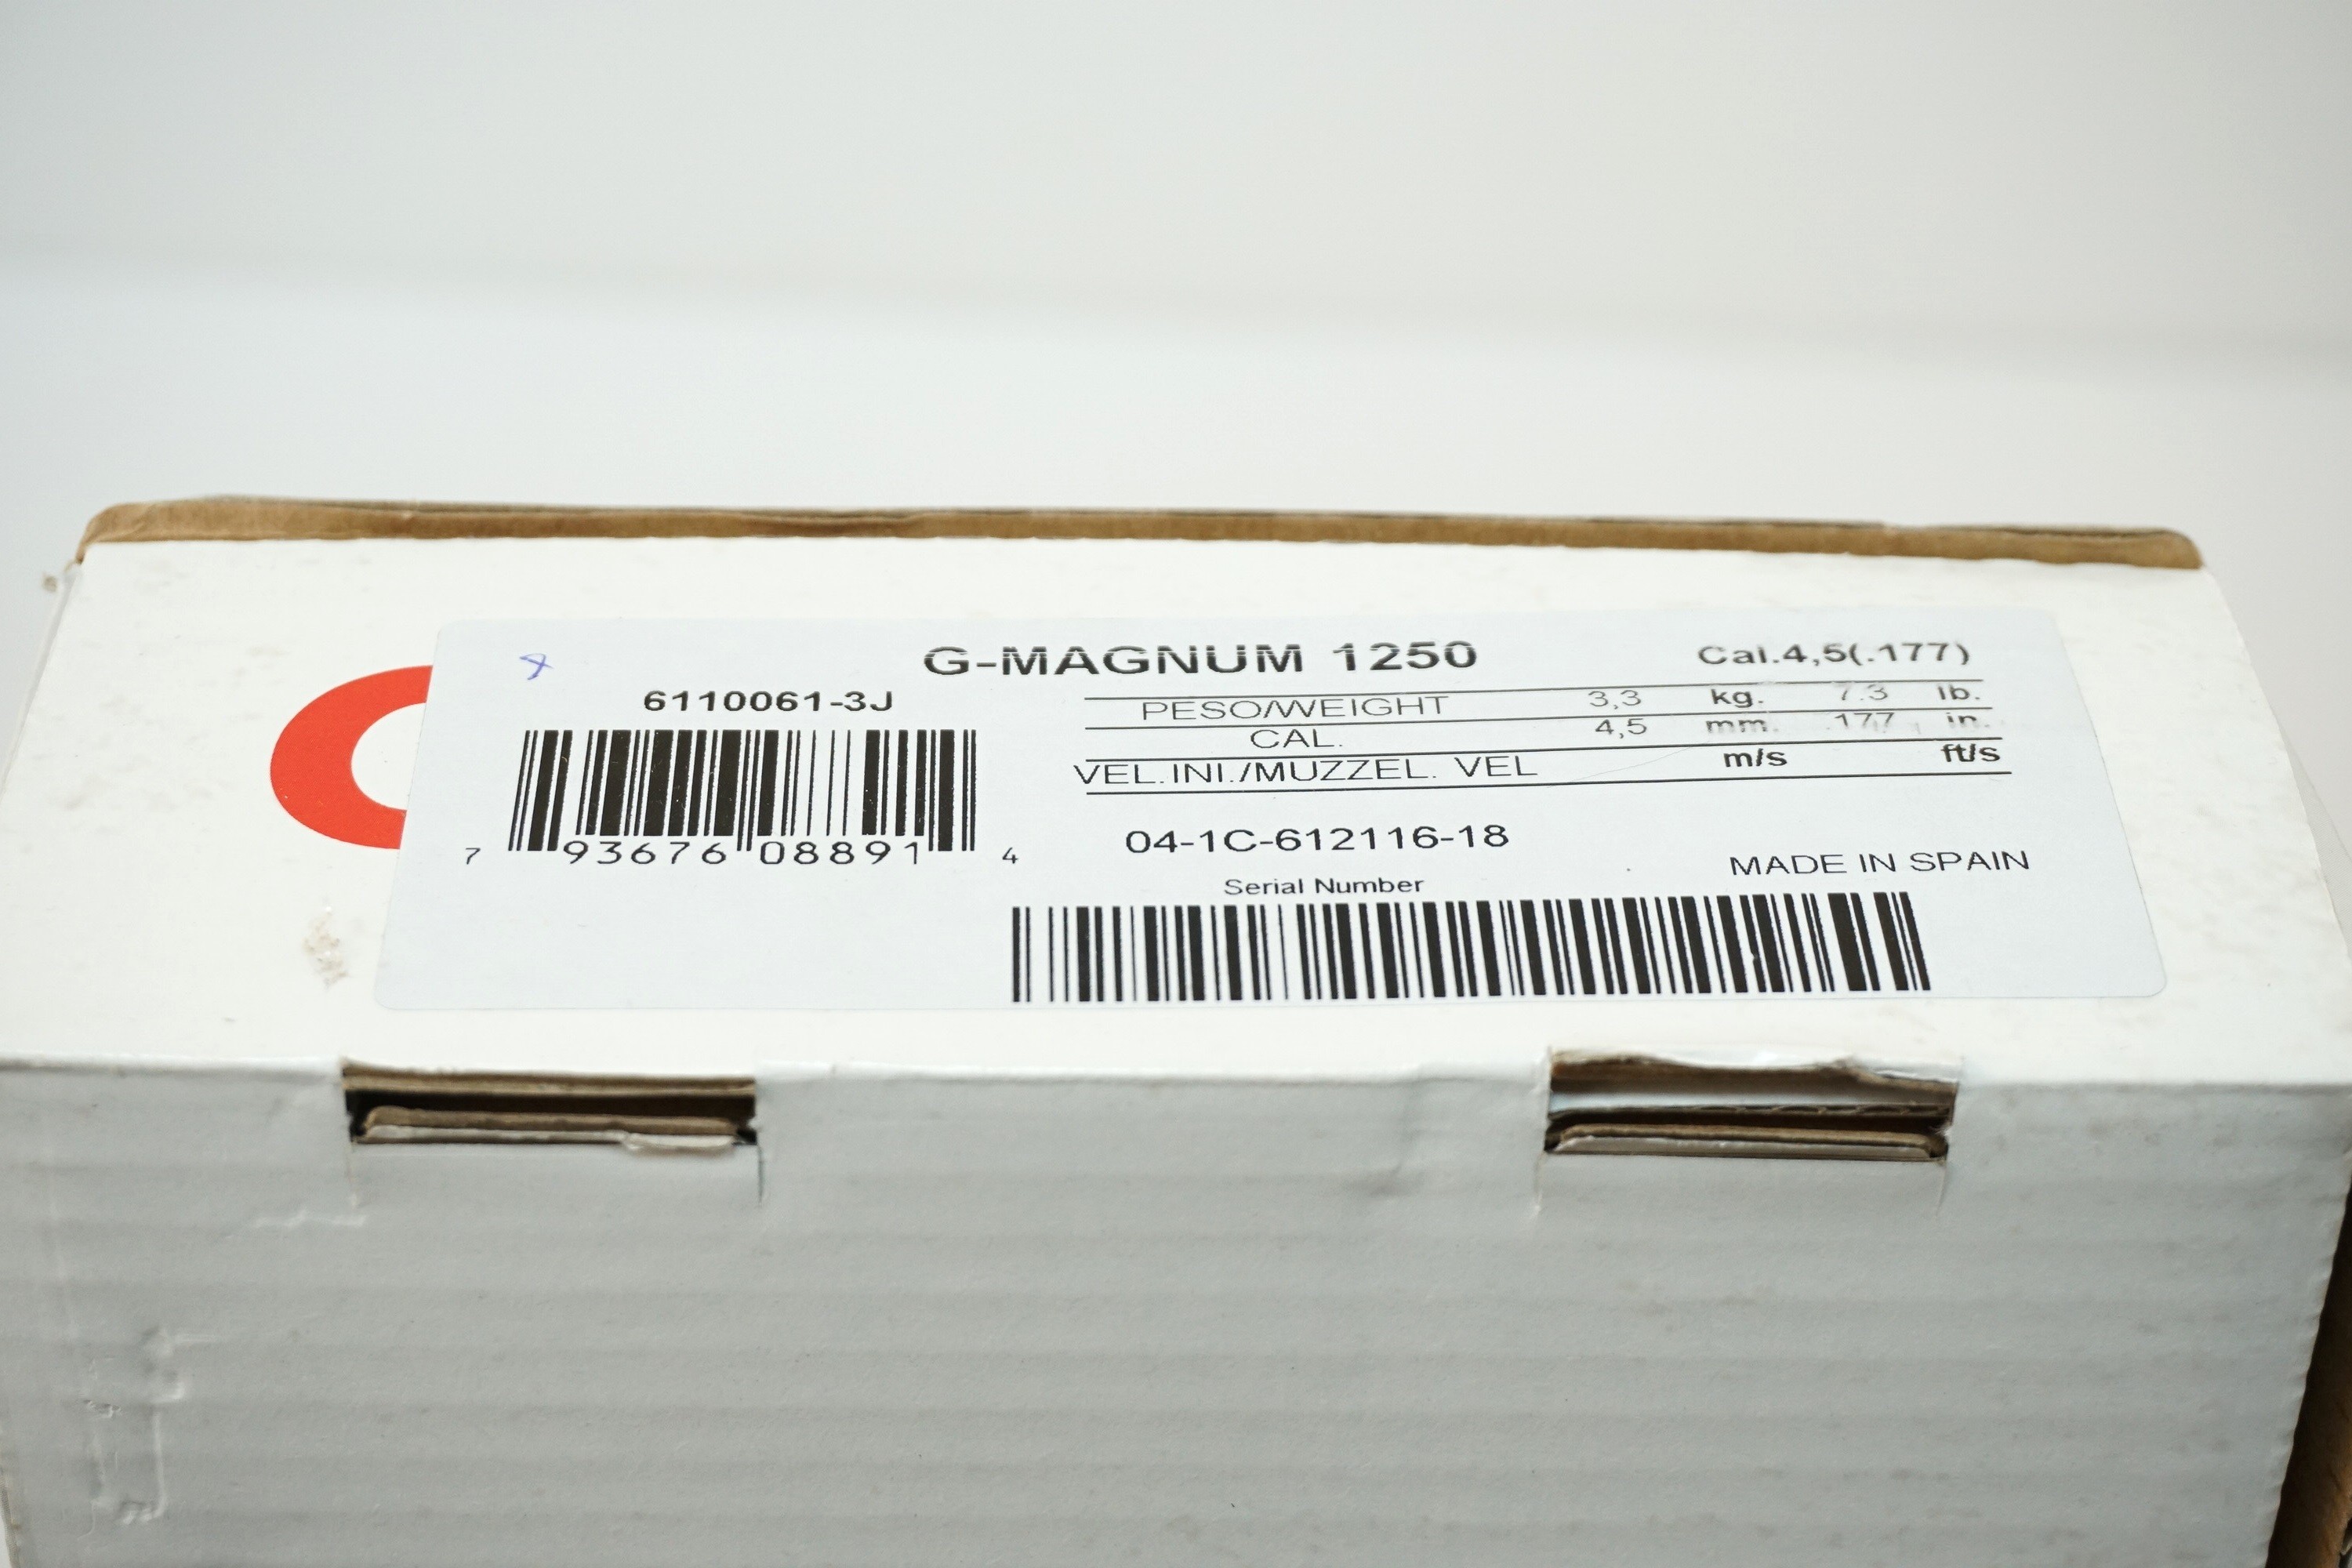 G-MAGNUM 1250 Cal.4,5(.177)
6110061-3J
PESO/WEIGHT 3,3 kg. 7.3 lb.
CAL. 4,5 mm. .177 in.
VEL.INI./MUZZEL. VEL m/s ft/s
7 93676 08891 4
04-1C-612116-18
MADE IN SPAIN
Serial Number